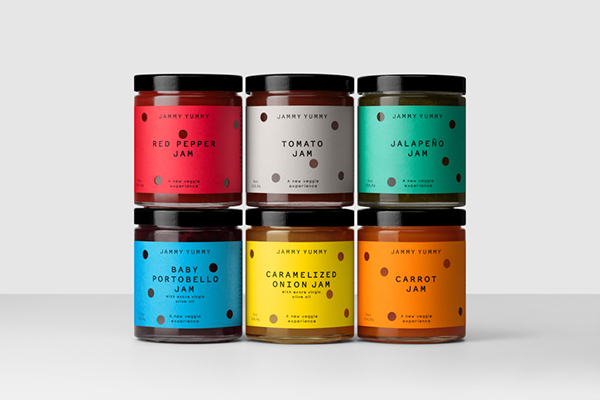 JAMMY YUMMY
RED PEPPER
JAM
A new veggie
experience
JAMMY YUMMY
TOMATO
JAM
A new veggie
experience
JAMMY YUMMY
JALAPEÑO
JAM
A new veggie
experience
JAMMY YUMMY
BABY
PORTOBELLO
JAM
with extra virgin
olive oil
A new veggie
experience
JAMMY YUMMY
CARAMELIZED
ONION JAM
with extra virgin
olive oil
A new veggie
experience
JAMMY YUMMY
CARROT
JAM
A new veggie
experience